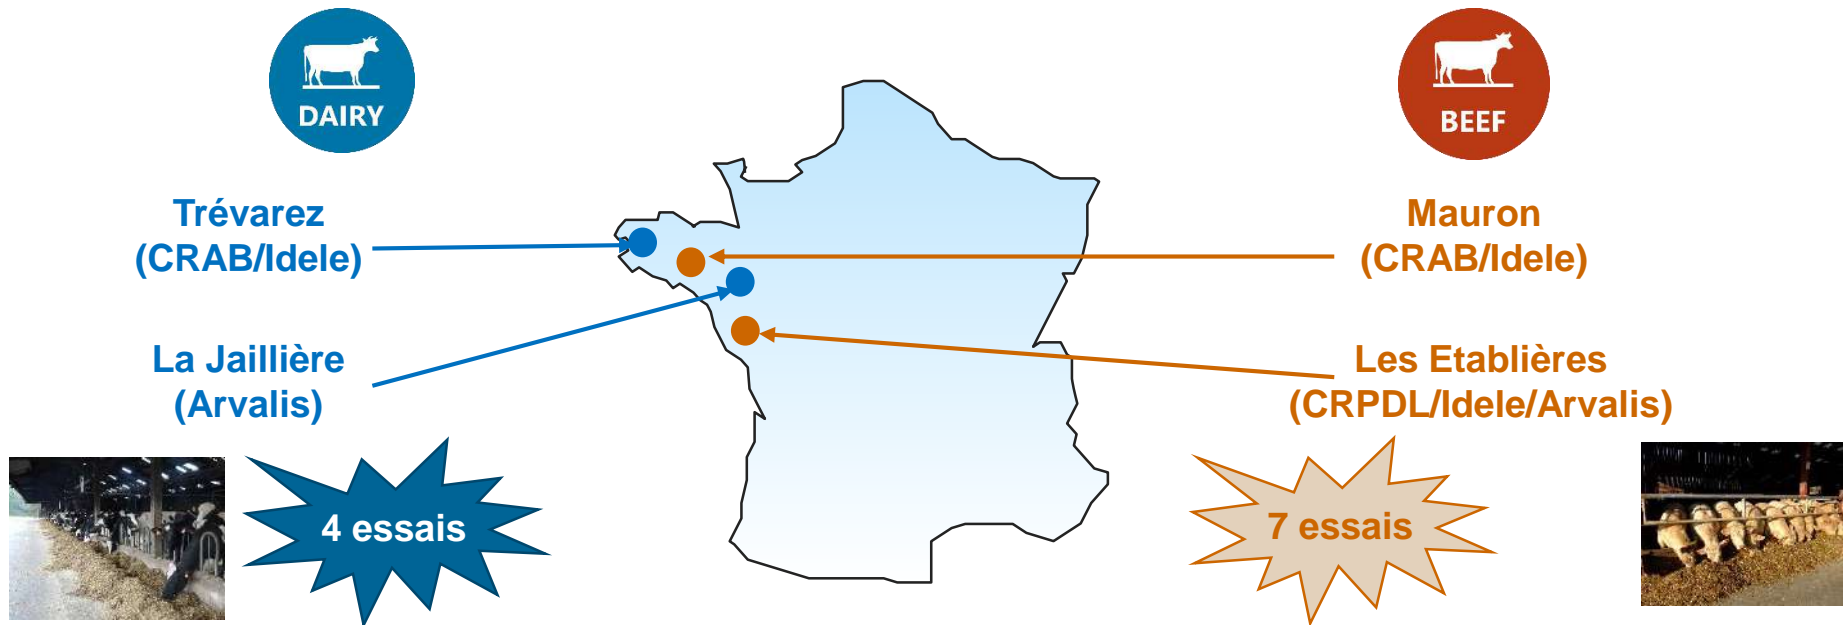 DAIRY
BEEF
Trévarez
(CRAB/Idele)
Mauron
(CRAB/Idele)
La Jaillière
(Arvalis)
Les Etablières
(CRPDL/Idele/Arvalis)
4 essais
7 essais